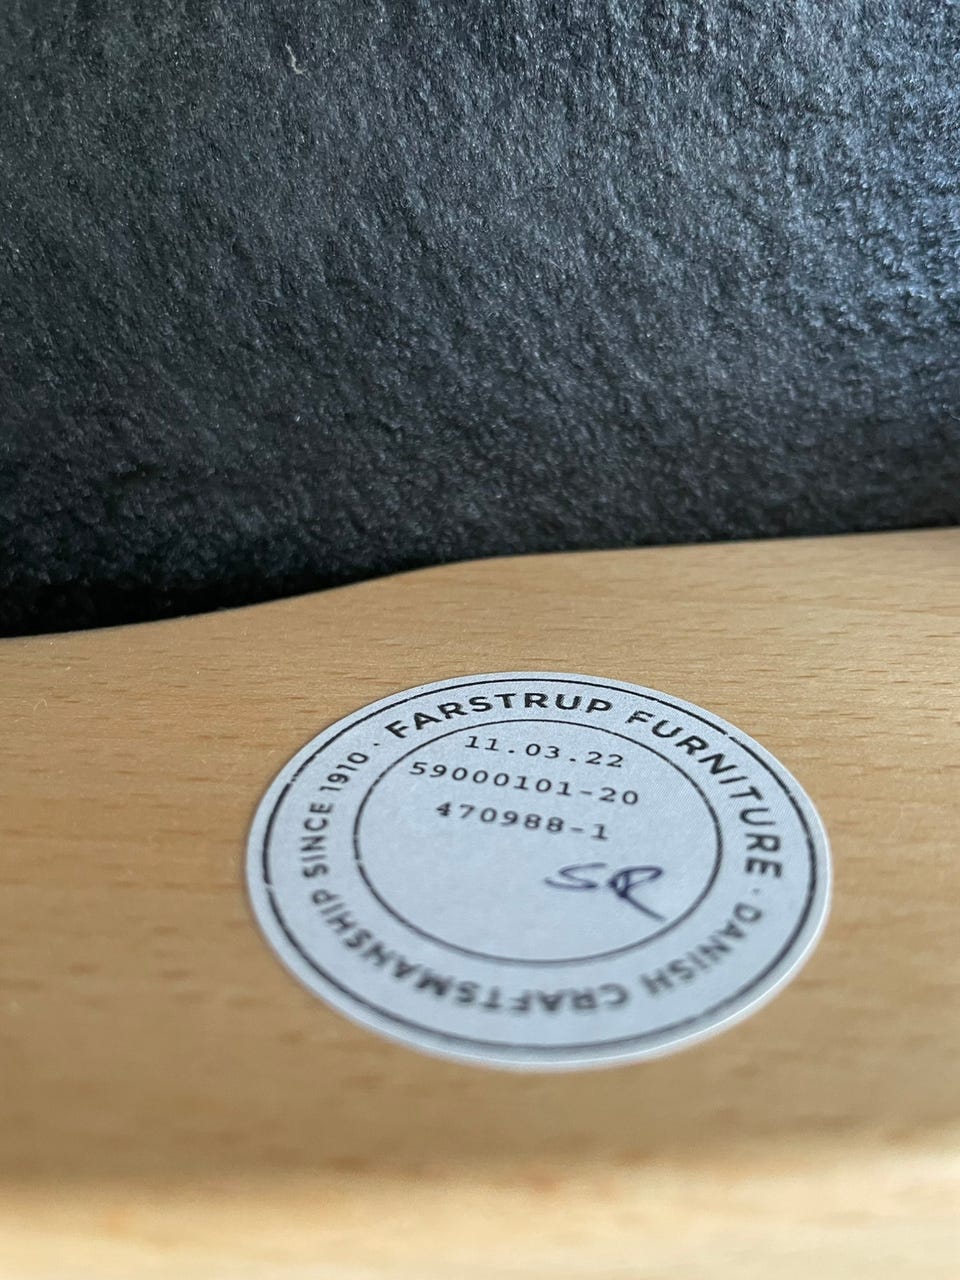 FARSTRUP FURNITURE · DANISH CRAFTSMANSHIP SINCE 1910 ·
11.03.22
59000101-20
470988-1
SR